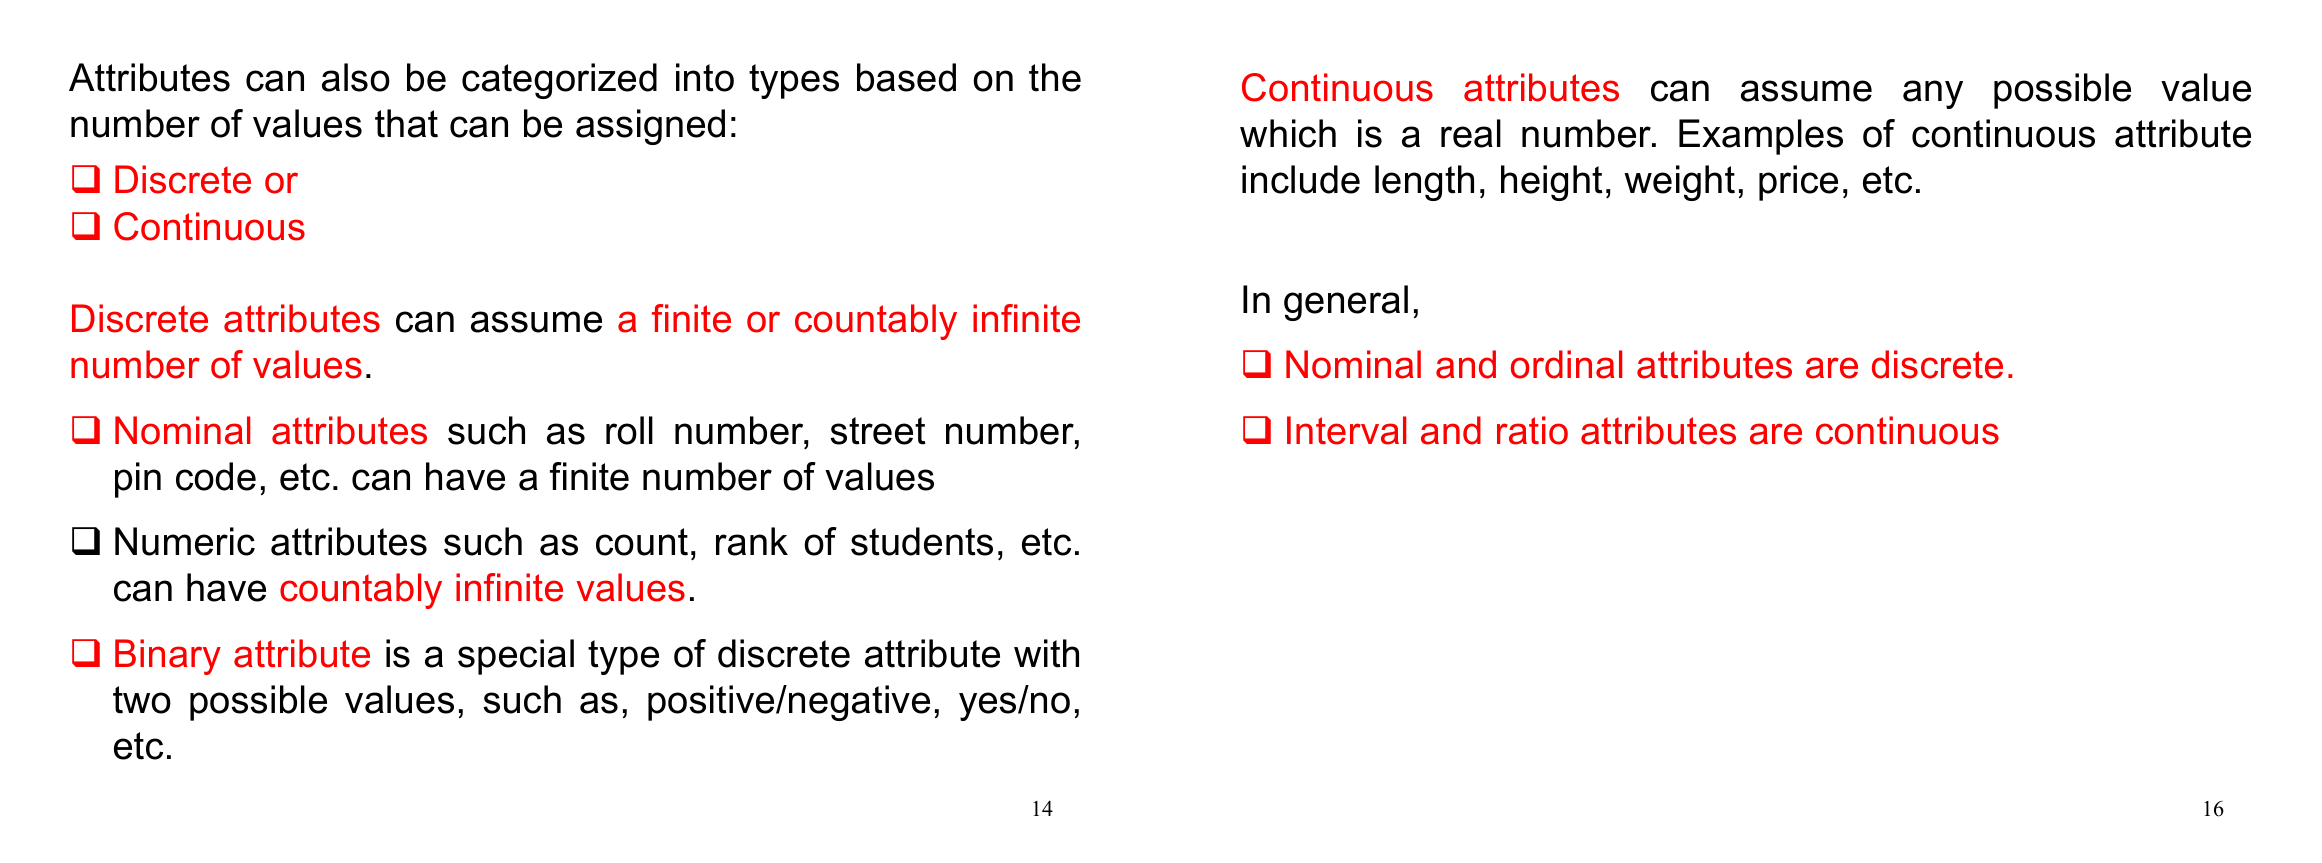 Attributes can also be categorized into types based on the
number of values that can be assigned:
❑ Discrete or
❑ Continuous
Discrete attributes can assume a finite or countably infinite
number of values.
❑ Nominal attributes such as roll number, street number,
pin code, etc. can have a finite number of values
❑ Numeric attributes such as count, rank of students, etc.
can have countably infinite values.
❑ Binary attribute is a special type of discrete attribute with
two possible values, such as, positive/negative, yes/no,
etc.
14
Continuous attributes can assume any possible value
which is a real number. Examples of continuous attribute
include length, height, weight, price, etc.
In general,
❑ Nominal and ordinal attributes are discrete.
❑ Interval and ratio attributes are continuous
16